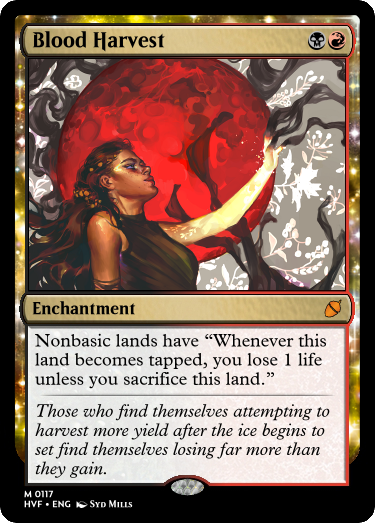 Blood Harvest
Enchantment
Nonbasic lands have “Whenever this
land becomes tapped, you lose 1 life
unless you sacrifice this land.”
Those who find themselves attempting to
harvest more yield after the ice begins to
set find themselves losing far more than
they gain.
M 0117
HVF • ENG Syd Mills